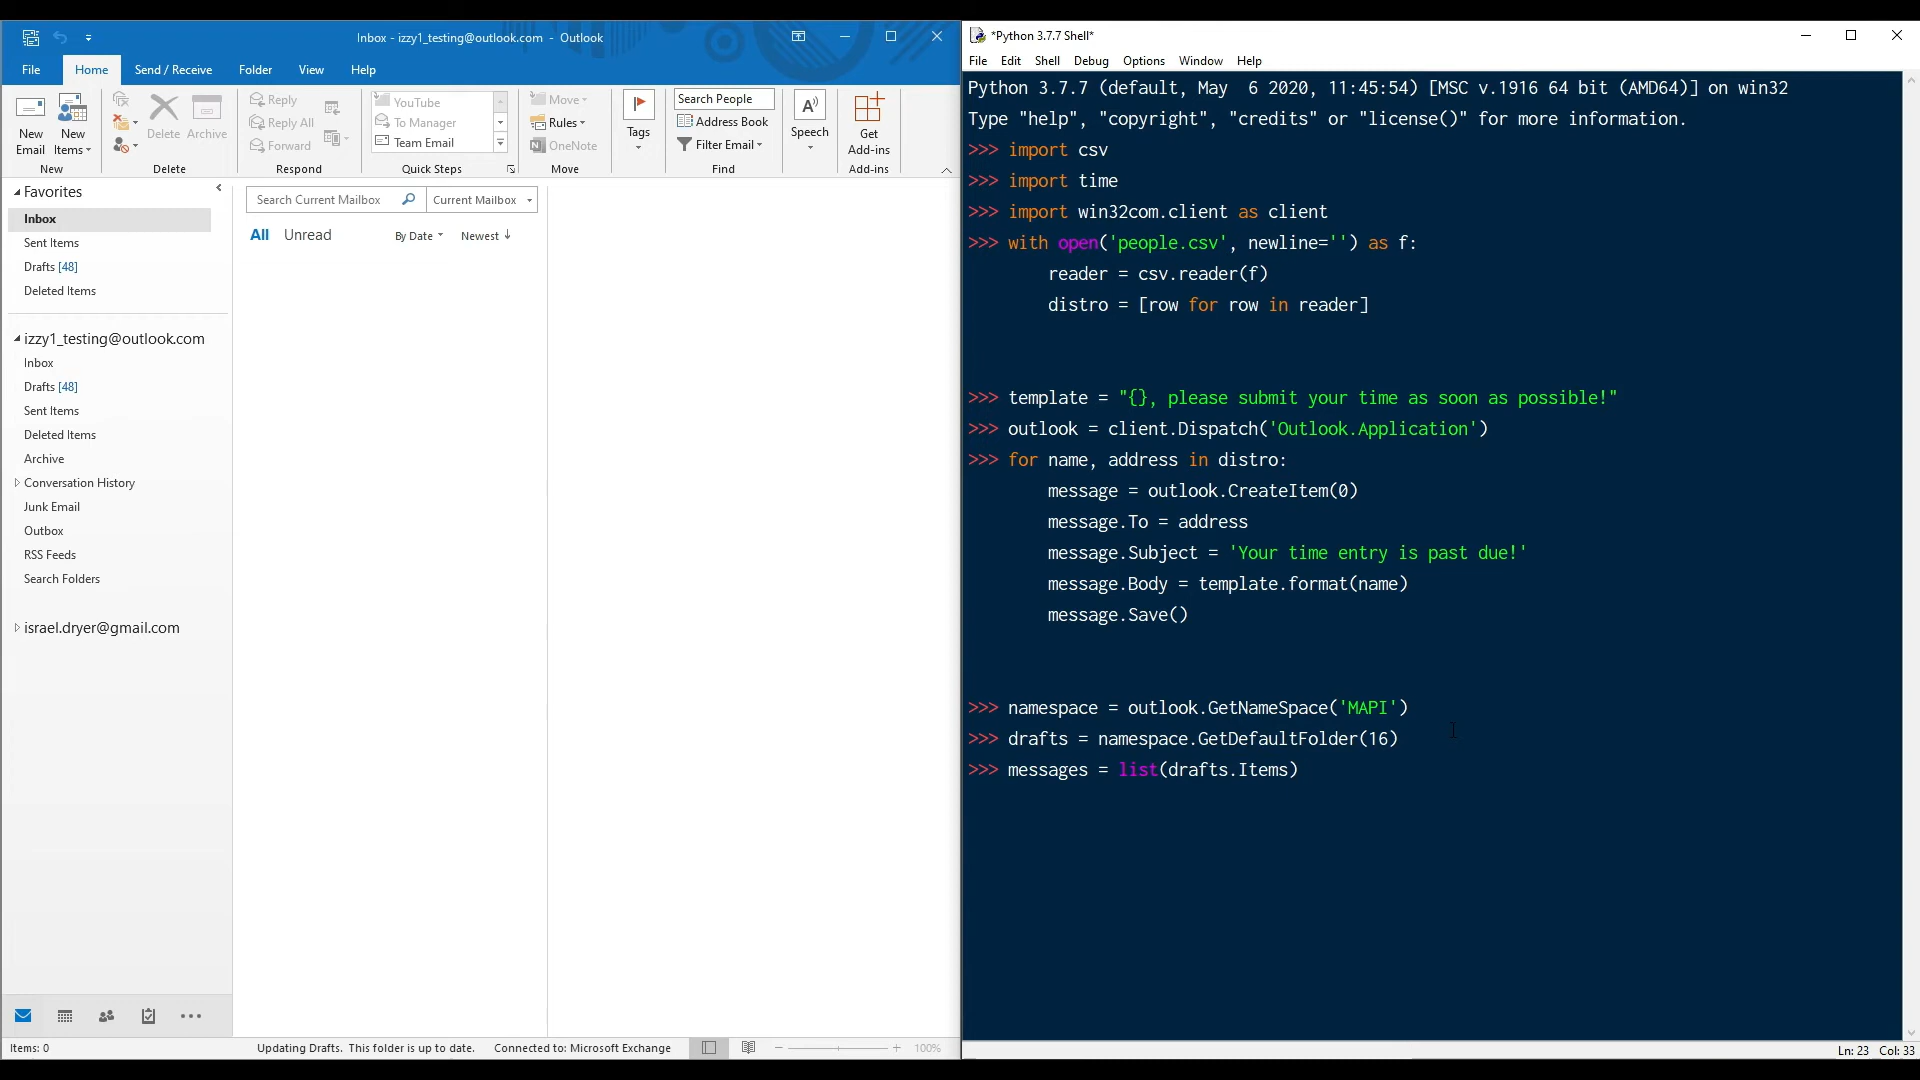 Inbox - izzy1_testing@outlook.com - Outlook
File Home Send / Receive Folder View Help
New Email
New Items
Delete
Archive
Reply
Reply All
Forward
YouTube
To Manager
Team Email
Move
Rules
OneNote
Tags
Search People
Address Book
Filter Email
Speech
Get Add-ins
New Delete Respond Quick Steps Move Find Add-ins
Favorites
Inbox
Sent Items
Drafts [48]
Deleted Items
izzy1_testing@outlook.com
Inbox
Drafts [48]
Sent Items
Deleted Items
Archive
Conversation History
Junk Email
Outbox
RSS Feeds
Search Folders
israel.dryer@gmail.com
Search Current Mailbox Current Mailbox
All Unread By Date Newest ↓
Items: 0 Updating Drafts. This folder is up to date. Connected to: Microsoft Exchange 100%
*Python 3.7.7 Shell*
File Edit Shell Debug Options Window Help
Python 3.7.7 (default, May  6 2020, 11:45:54) [MSC v.1916 64 bit (AMD64)] on win32
Type "help", "copyright", "credits" or "license()" for more information.
>>> import csv
>>> import time
>>> import win32com.client as client
>>> with open('people.csv', newline='') as f:
        reader = csv.reader(f)
        distro = [row for row in reader]
>>> template = "{}, please submit your time as soon as possible!"
>>> outlook = client.Dispatch('Outlook.Application')
>>> for name, address in distro:
        message = outlook.CreateItem(0)
        message.To = address
        message.Subject = 'Your time entry is past due!'
        message.Body = template.format(name)
        message.Save()
>>> namespace = outlook.GetNameSpace('MAPI')
>>> drafts = namespace.GetDefaultFolder(16)
>>> messages = list(drafts.Items)
Ln: 23 Col: 33